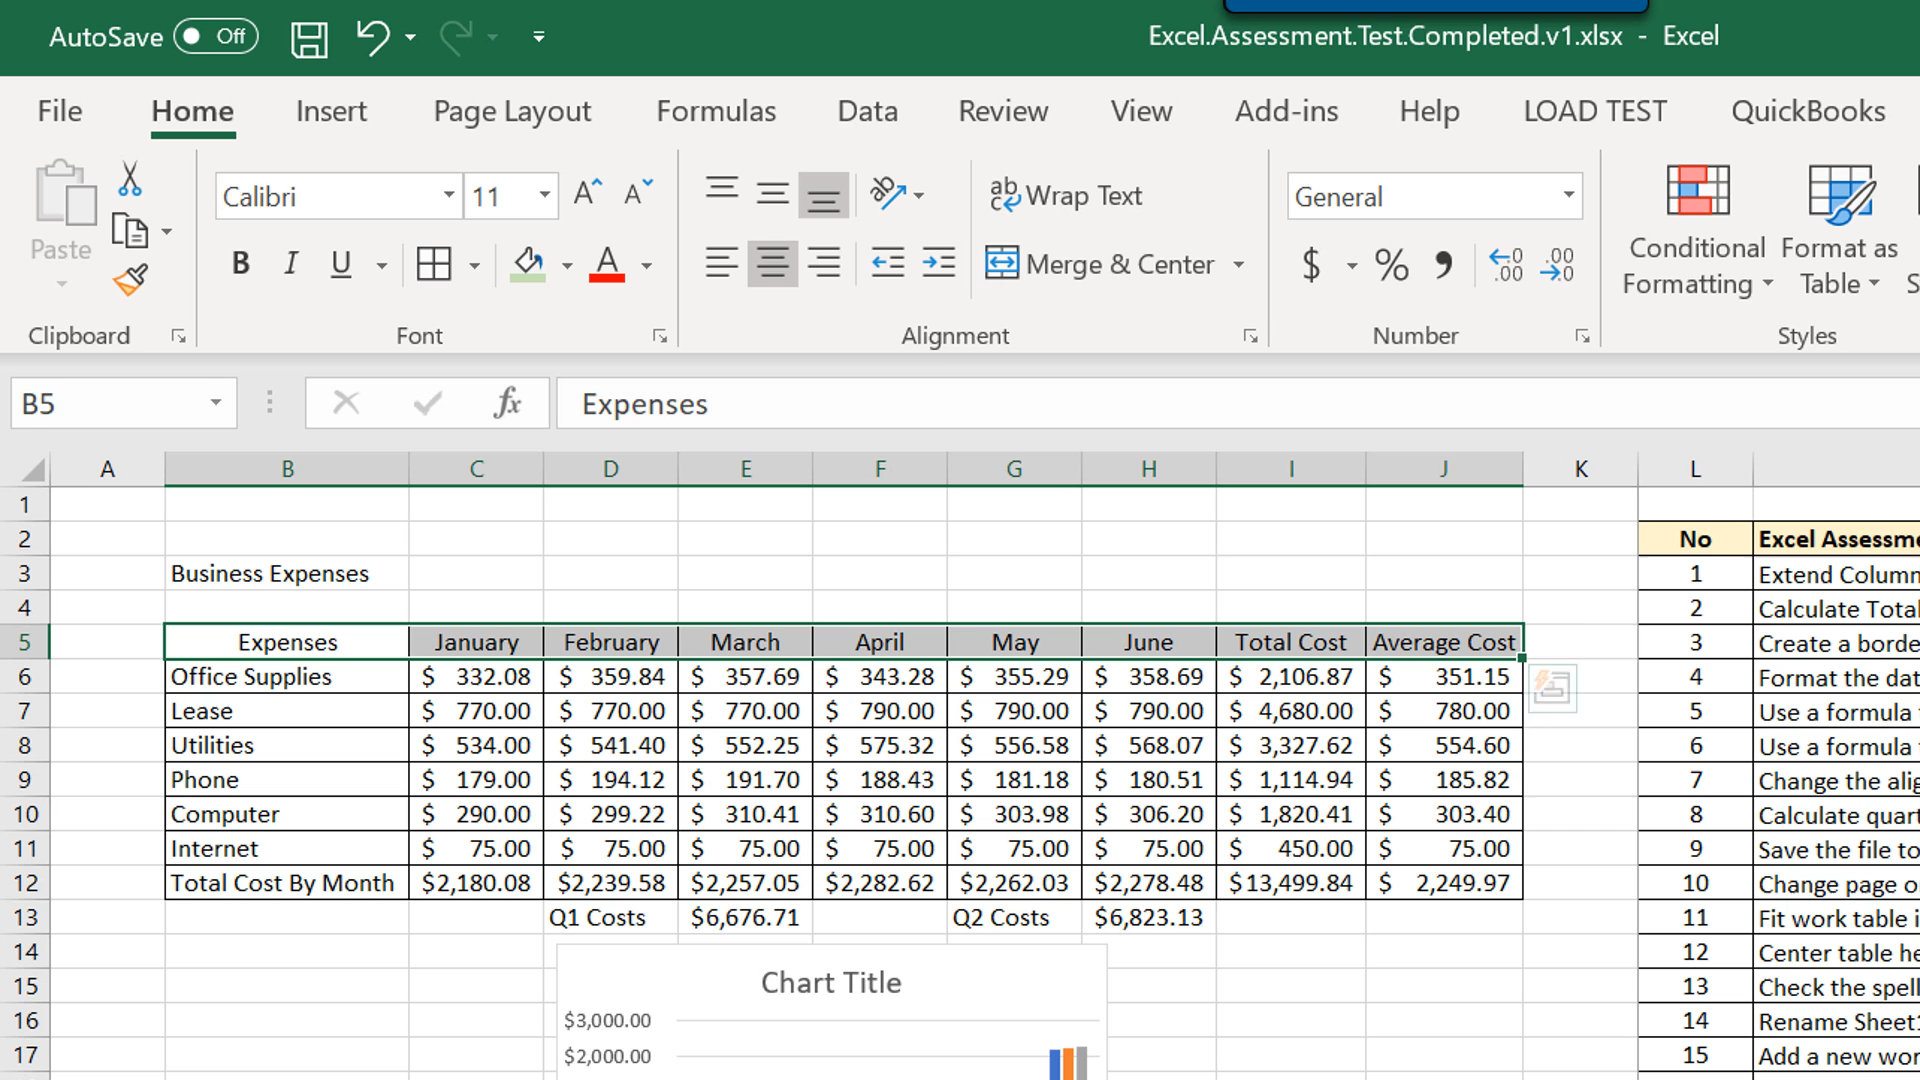 AutoSave Off
Excel.Assessment.Test.Completed.v1.xlsx - Excel
File Home Insert Page Layout Formulas Data Review View Add-ins Help LOAD TEST QuickBooks
Paste
Calibri 11 A A
ab Wrap Text
General
B I U A
Merge & Center
$ % , .0 .00 .00 .0
Conditional Formatting
Format as Table
Clipboard Font Alignment Number Styles
B5 fx Expenses
A B C D E F G H I J K L
1
2 No Excel Assessm
3 Business Expenses 1 Extend Column
4 2 Calculate Total
5 Expenses January February March April May June Total Cost Average Cost 3 Create a borde
6 Office Supplies $ 332.08 $ 359.84 $ 357.69 $ 343.28 $ 355.29 $ 358.69 $ 2,106.87 $ 351.15 4 Format the dat
7 Lease $ 770.00 $ 770.00 $ 770.00 $ 790.00 $ 790.00 $ 790.00 $ 4,680.00 $ 780.00 5 Use a formula
8 Utilities $ 534.00 $ 541.40 $ 552.25 $ 575.32 $ 556.58 $ 568.07 $ 3,327.62 $ 554.60 6 Use a formula
9 Phone $ 179.00 $ 194.12 $ 191.70 $ 188.43 $ 181.18 $ 180.51 $ 1,114.94 $ 185.82 7 Change the alig
10 Computer $ 290.00 $ 299.22 $ 310.41 $ 310.60 $ 303.98 $ 306.20 $ 1,820.41 $ 303.40 8 Calculate quart
11 Internet $ 75.00 $ 75.00 $ 75.00 $ 75.00 $ 75.00 $ 75.00 $ 450.00 $ 75.00 9 Save the file to
12 Total Cost By Month $2,180.08 $2,239.58 $2,257.05 $2,282.62 $2,262.03 $2,278.48 $13,499.84 $ 2,249.97 10 Change page o
13 Q1 Costs $6,676.71 Q2 Costs $6,823.13 11 Fit work table i
14 12 Center table he
15 Chart Title 13 Check the spell
16 $3,000.00 14 Rename Sheet1
17 $2,000.00 15 Add a new wor